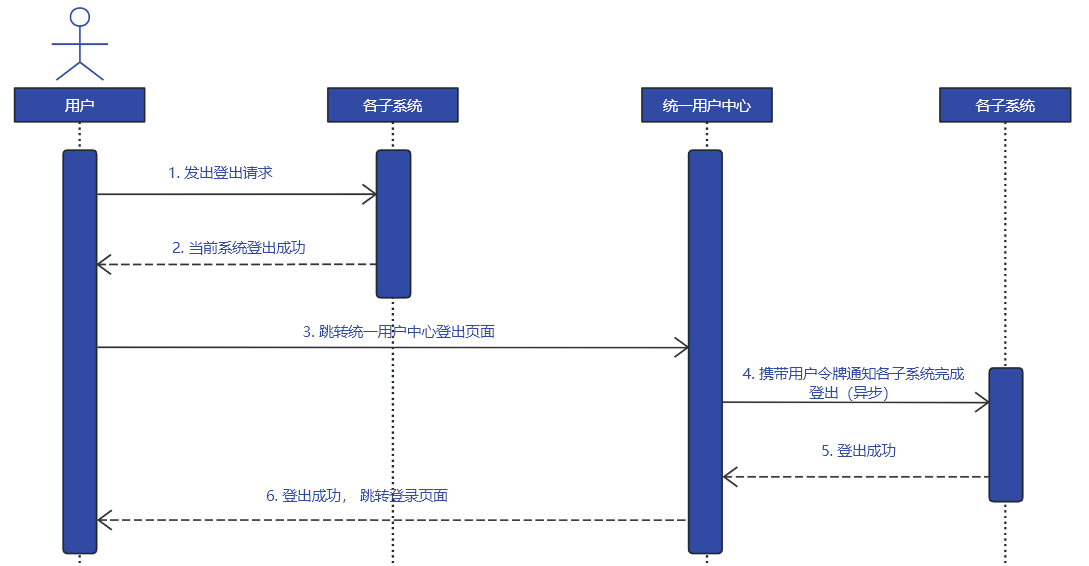 用户
各子系统
统一用户中心
各子系统
1. 发出登出请求
2. 当前系统登出成功
3. 跳转统一用户中心登出页面
4. 携带用户令牌通知各子系统完成
登出（异步）
5. 登出成功
6. 登出成功， 跳转登录页面